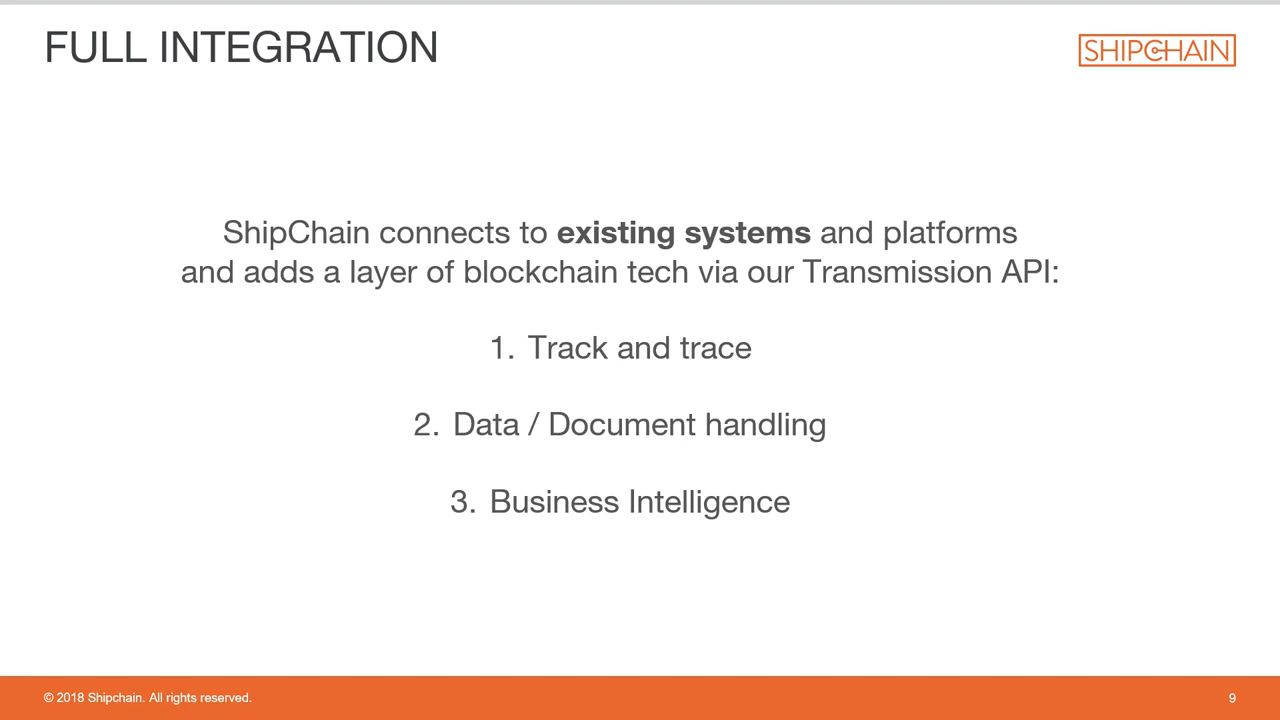 FULL INTEGRATION
SHIPCHAIN
ShipChain connects to existing systems and platforms
and adds a layer of blockchain tech via our Transmission API:
1. Track and trace
2. Data / Document handling
3. Business Intelligence
© 2018 Shipchain. All rights reserved.
9